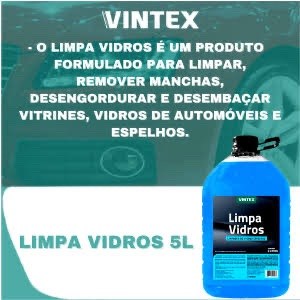 VINTEX
- O LIMPA VIDROS É UM PRODUTO
FORMULADO PARA LIMPAR,
REMOVER MANCHAS,
DESENGORDURAR E DESEMBAÇAR
VITRINES, VIDROS DE AUTOMÓVEIS E
ESPELHOS.
LIMPA VIDROS 5L
VINTEX
Limpa
Vidros